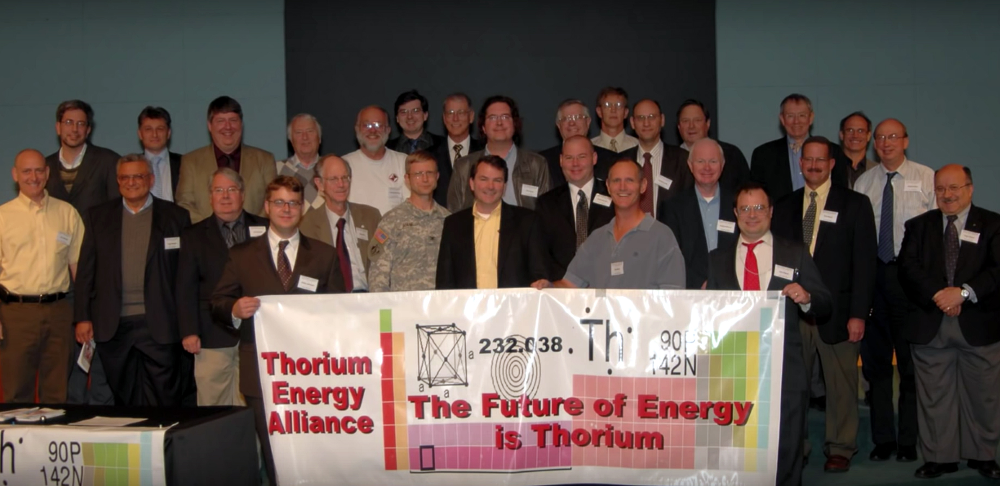 Thorium
Energy
Alliance
a
a
a
232.038
Th
90P
142N
The Future of Energy
is Thorium
h
90P
142N